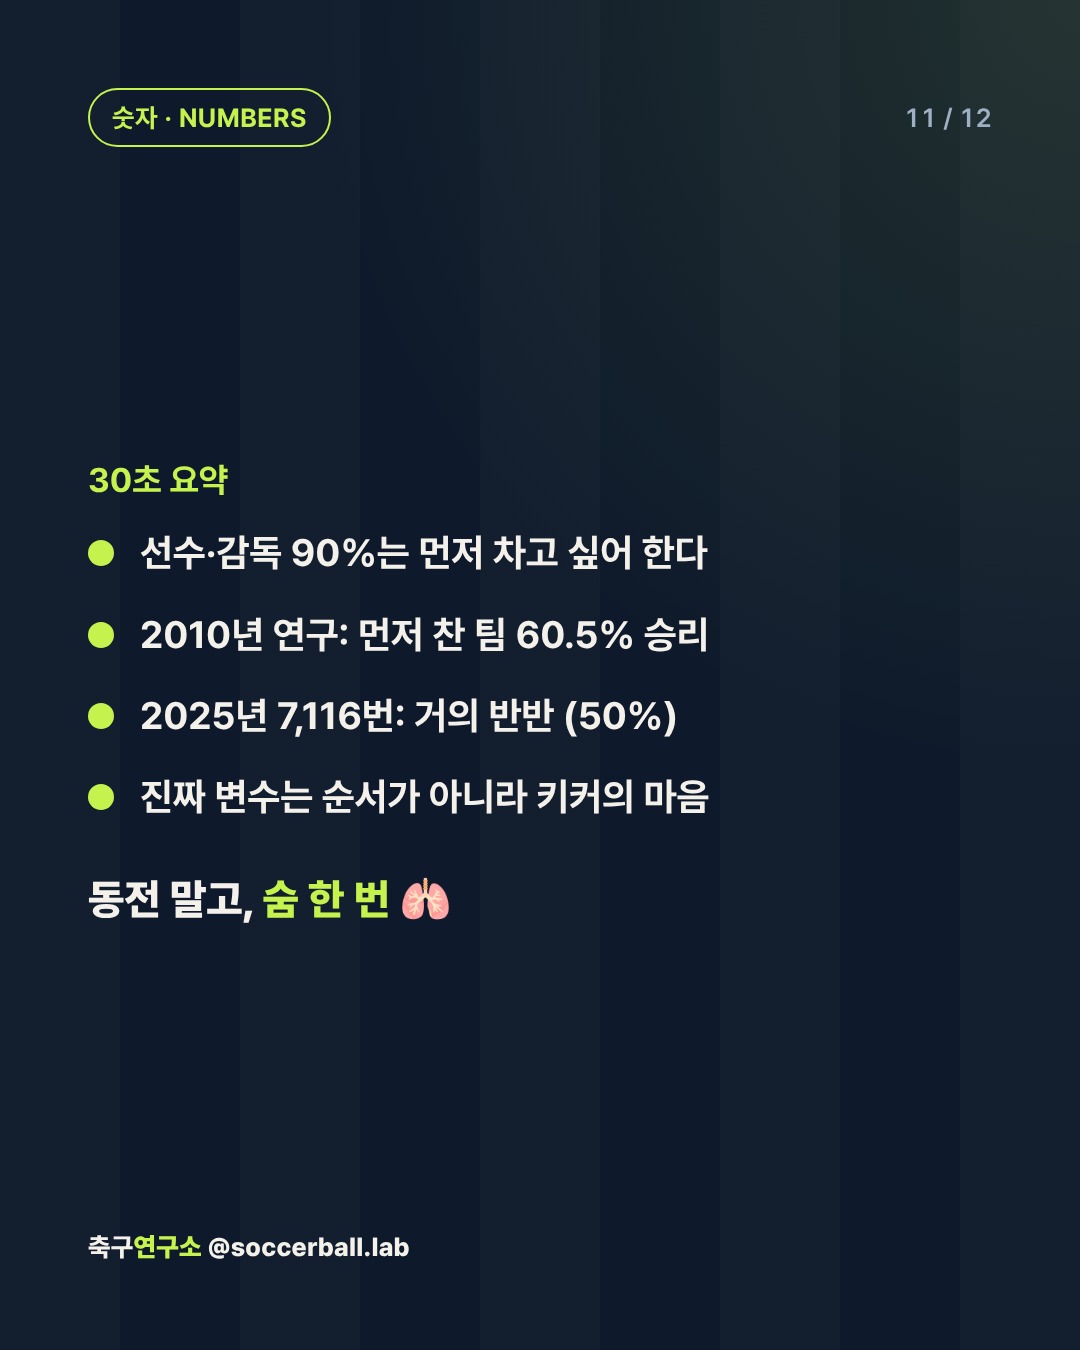 숫자 · NUMBERS
11 / 12
30초 요약
선수·감독 90%는 먼저 차고 싶어 한다
2010년 연구: 먼저 찬 팀 60.5% 승리
2025년 7,116번: 거의 반반 (50%)
진짜 변수는 순서가 아니라 키커의 마음
동전 말고, 숨 한 번 🫁
축구연구소 @soccerball.lab